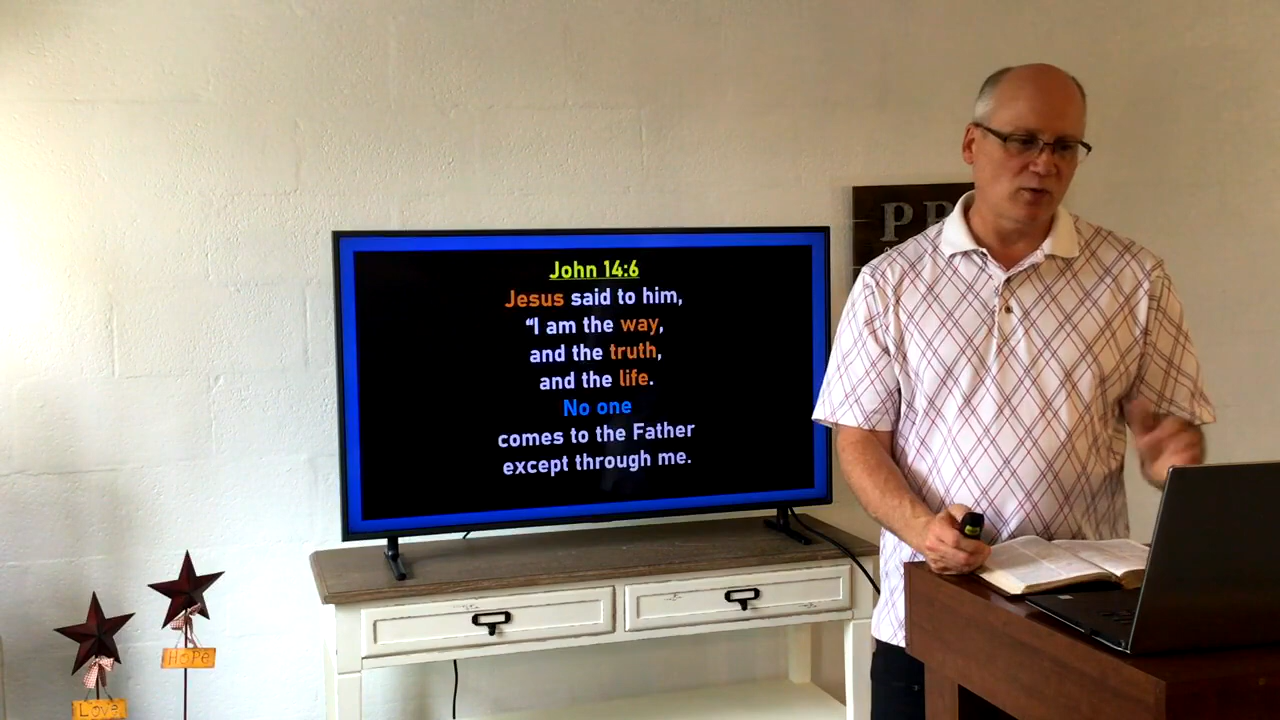 John 14:6
Jesus said to him,
“I am the way,
and the truth,
and the life.
No one
comes to the Father
except through me.
PR
HOPe
Love